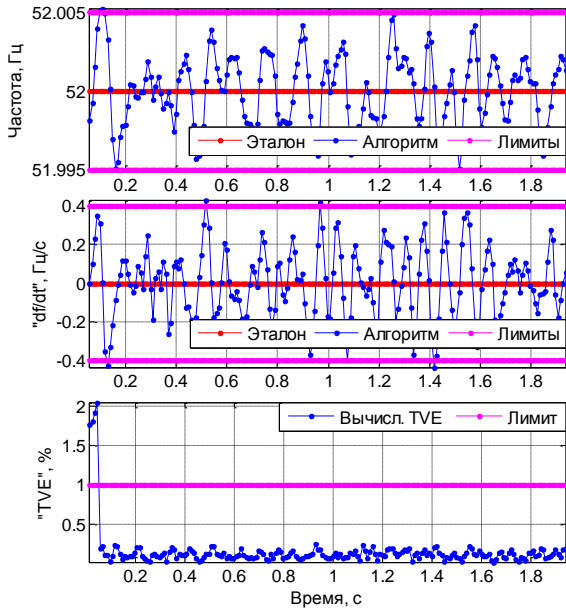 52.005
52
51.995
Частота, Гц
Эталон Алгоритм Лимиты
0.2 0.4 0.6 0.8 1 1.2 1.4 1.6 1.8
0.4
0.2
0
-0.2
-0.4
"df/dt", Гц/с
Эталон Алгоритм Лимиты
0.2 0.4 0.6 0.8 1 1.2 1.4 1.6 1.8
2
1.5
1
0.5
"TVE", %
Вычисл. TVE Лимит
0.2 0.4 0.6 0.8 1 1.2 1.4 1.6 1.8
Время, с